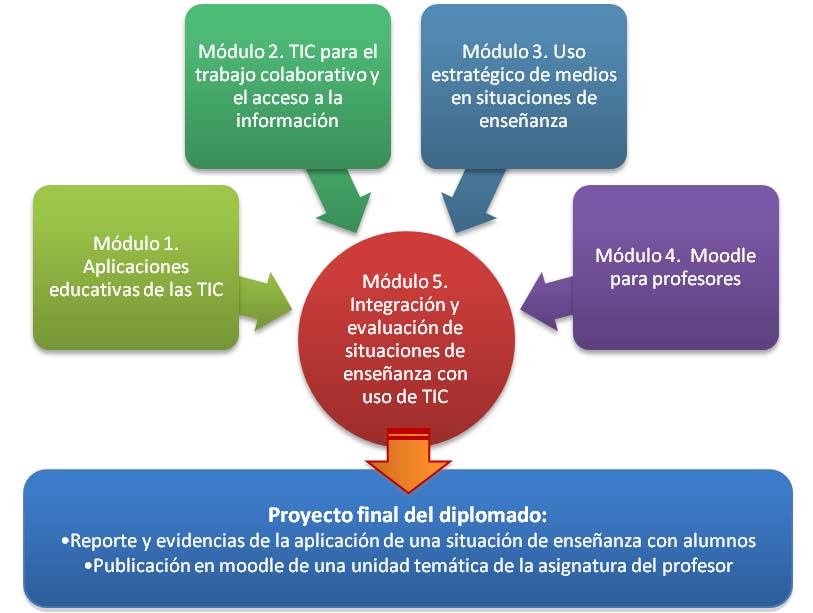 Módulo 2. TIC para el
trabajo colaborativo y
el acceso a la
información
Módulo 3. Uso
estratégico de medios
en situaciones de
enseñanza
Módulo 1.
Aplicaciones
educativas de las TIC
Módulo 4. Moodle
para profesores
Módulo 5.
Integración y
evaluación de
situaciones de
enseñanza con
uso de TIC
Proyecto final del diplomado:
•Reporte y evidencias de la aplicación de una situación de enseñanza con alumnos
•Publicación en moodle de una unidad temática de la asignatura del profesor